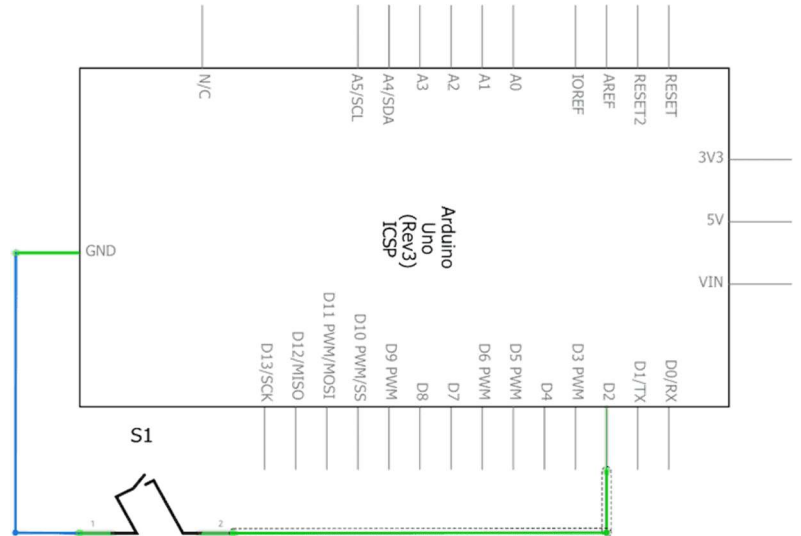 N/C
A5/SCL
A4/SDA
A3
A2
A1
A0
IOREF
AREF
RESET2
RESET
3V3
5V
VIN
GND
Arduino
Uno
(Rev3)
ICSP
D13/SCK
D12/MISO
D11 PWM/MOSI
D10 PWM/SS
D9 PWM
D8
D7
D6 PWM
D5 PWM
D4
D3 PWM
D2
D1/TX
D0/RX
S1
1
2